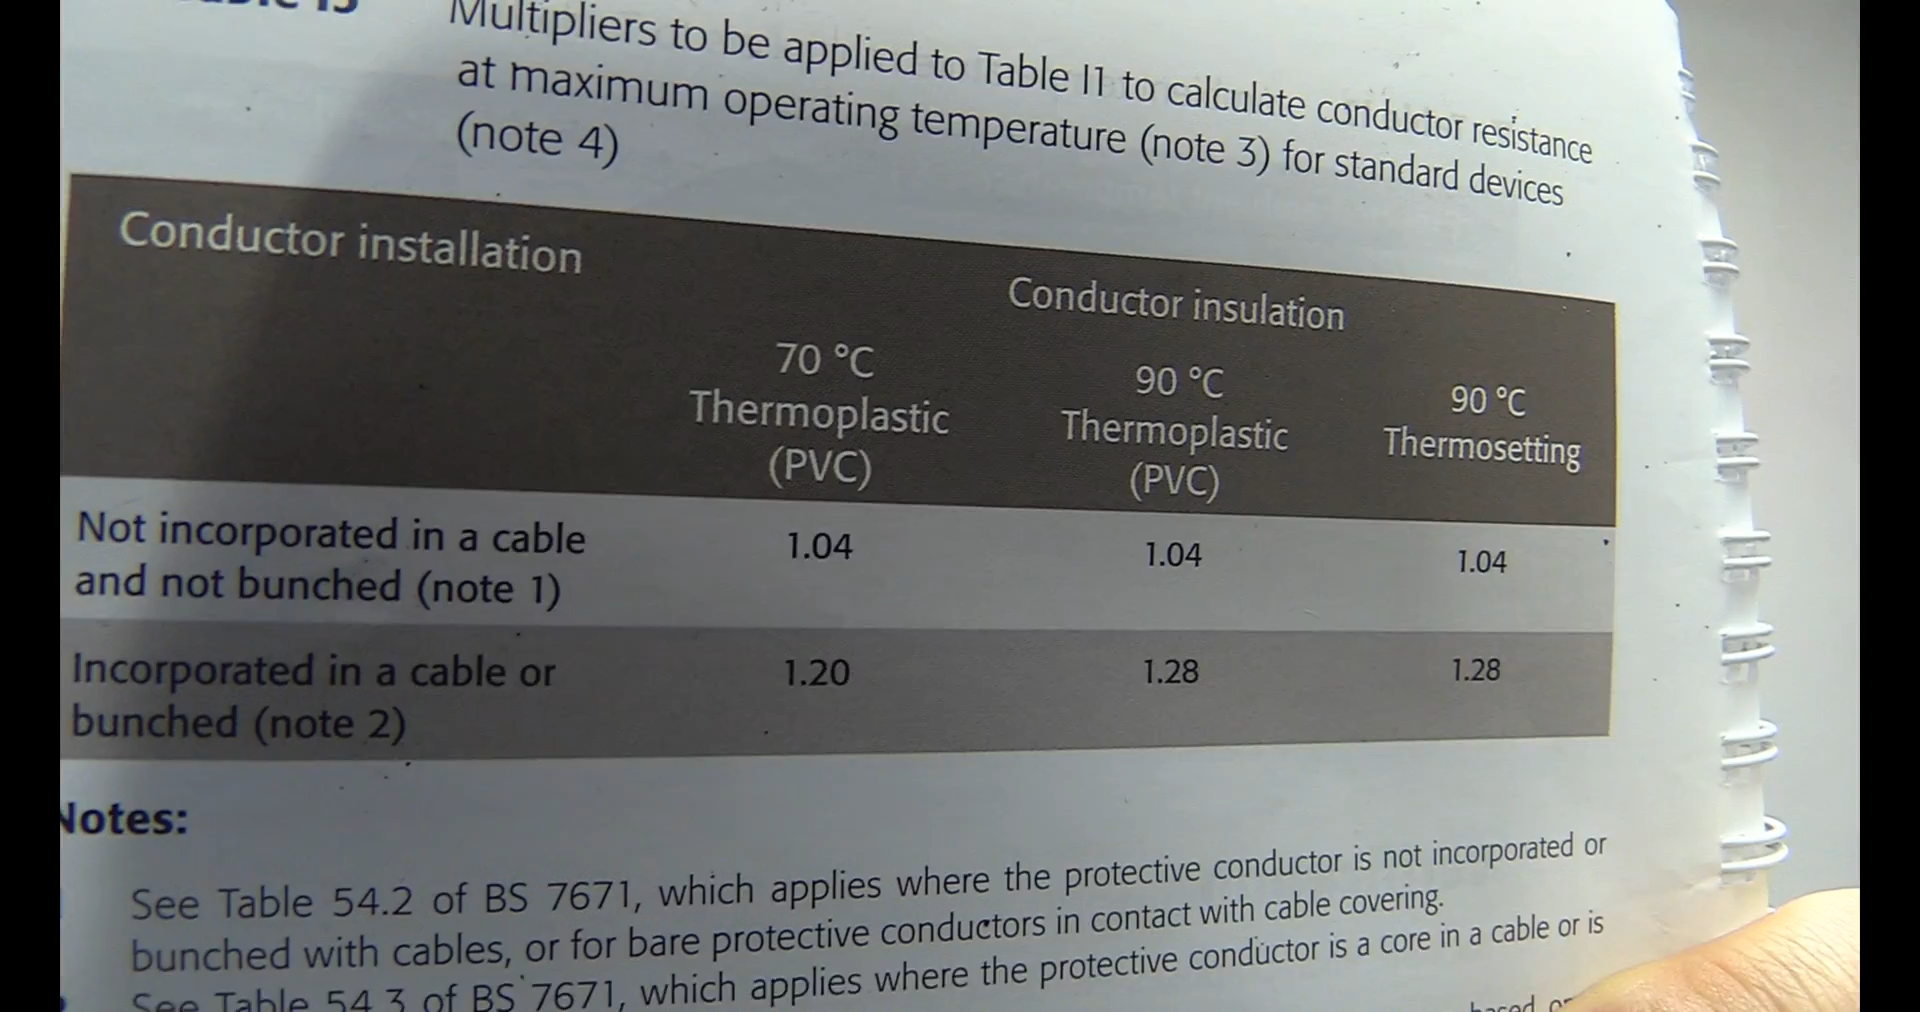 I3
Multipliers to be applied to Table I1 to calculate conductor resistance
at maximum operating temperature (note 3) for standard devices
(note 4)
Conductor installation
Conductor insulation
70 °C
Thermoplastic
(PVC)
90 °C
Thermoplastic
(PVC)
90 °C
Thermosetting
Not incorporated in a cable
and not bunched (note 1)
1.04
1.04
1.04
Incorporated in a cable or
bunched (note 2)
1.20
1.28
1.28
Notes:
See Table 54.2 of BS 7671, which applies where the protective conductor is not incorporated or
bunched with cables, or for bare protective conductors in contact with cable covering.
See Table 54.3 of BS 7671, which applies where the protective conductor is a core in a cable or is
based